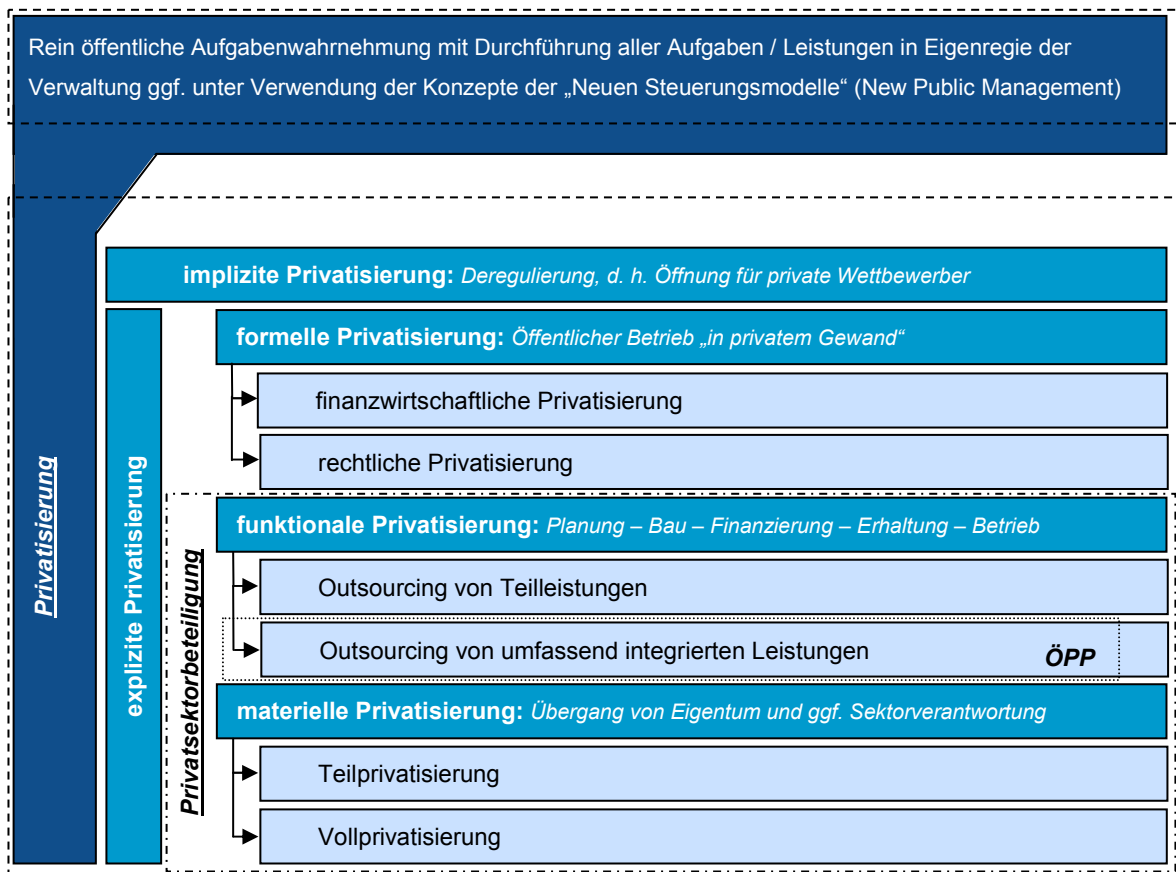 Rein öffentliche Aufgabenwahrnehmung mit Durchführung aller Aufgaben / Leistungen in Eigenregie der
Verwaltung ggf. unter Verwendung der Konzepte der „Neuen Steuerungsmodelle“ (New Public Management)
Privatisierung
implizite Privatisierung: Deregulierung, d. h. Öffnung für private Wettbewerber
explizite Privatisierung
formelle Privatisierung: Öffentlicher Betrieb „in privatem Gewand“
finanzwirtschaftliche Privatisierung
rechtliche Privatisierung
Privatsektorbeteiligung
funktionale Privatisierung: Planung – Bau – Finanzierung – Erhaltung – Betrieb
Outsourcing von Teilleistungen
Outsourcing von umfassend integrierten Leistungen ÖPP
materielle Privatisierung: Übergang von Eigentum und ggf. Sektorverantwortung
Teilprivatisierung
Vollprivatisierung